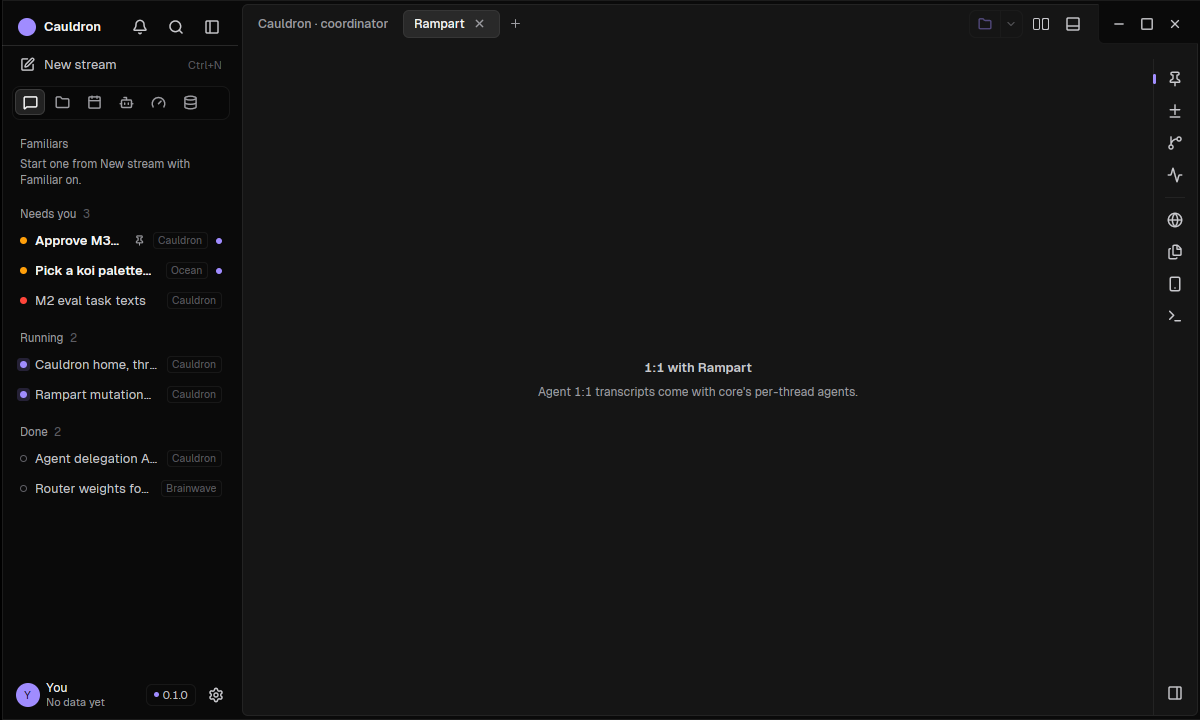 Cauldron
New stream
Ctrl+N
Familiars
Start one from New stream with
Familiar on.
Needs you 3
Approve M3... Cauldron
Pick a koi palette... Ocean
M2 eval task texts Cauldron
Running 2
Cauldron home, thr... Cauldron
Rampart mutation... Cauldron
Done 2
Agent delegation A... Cauldron
Router weights fo... Brainwave
Y
You
No data yet
0.1.0
Cauldron · coordinator
Rampart
1:1 with Rampart
Agent 1:1 transcripts come with core's per-thread agents.